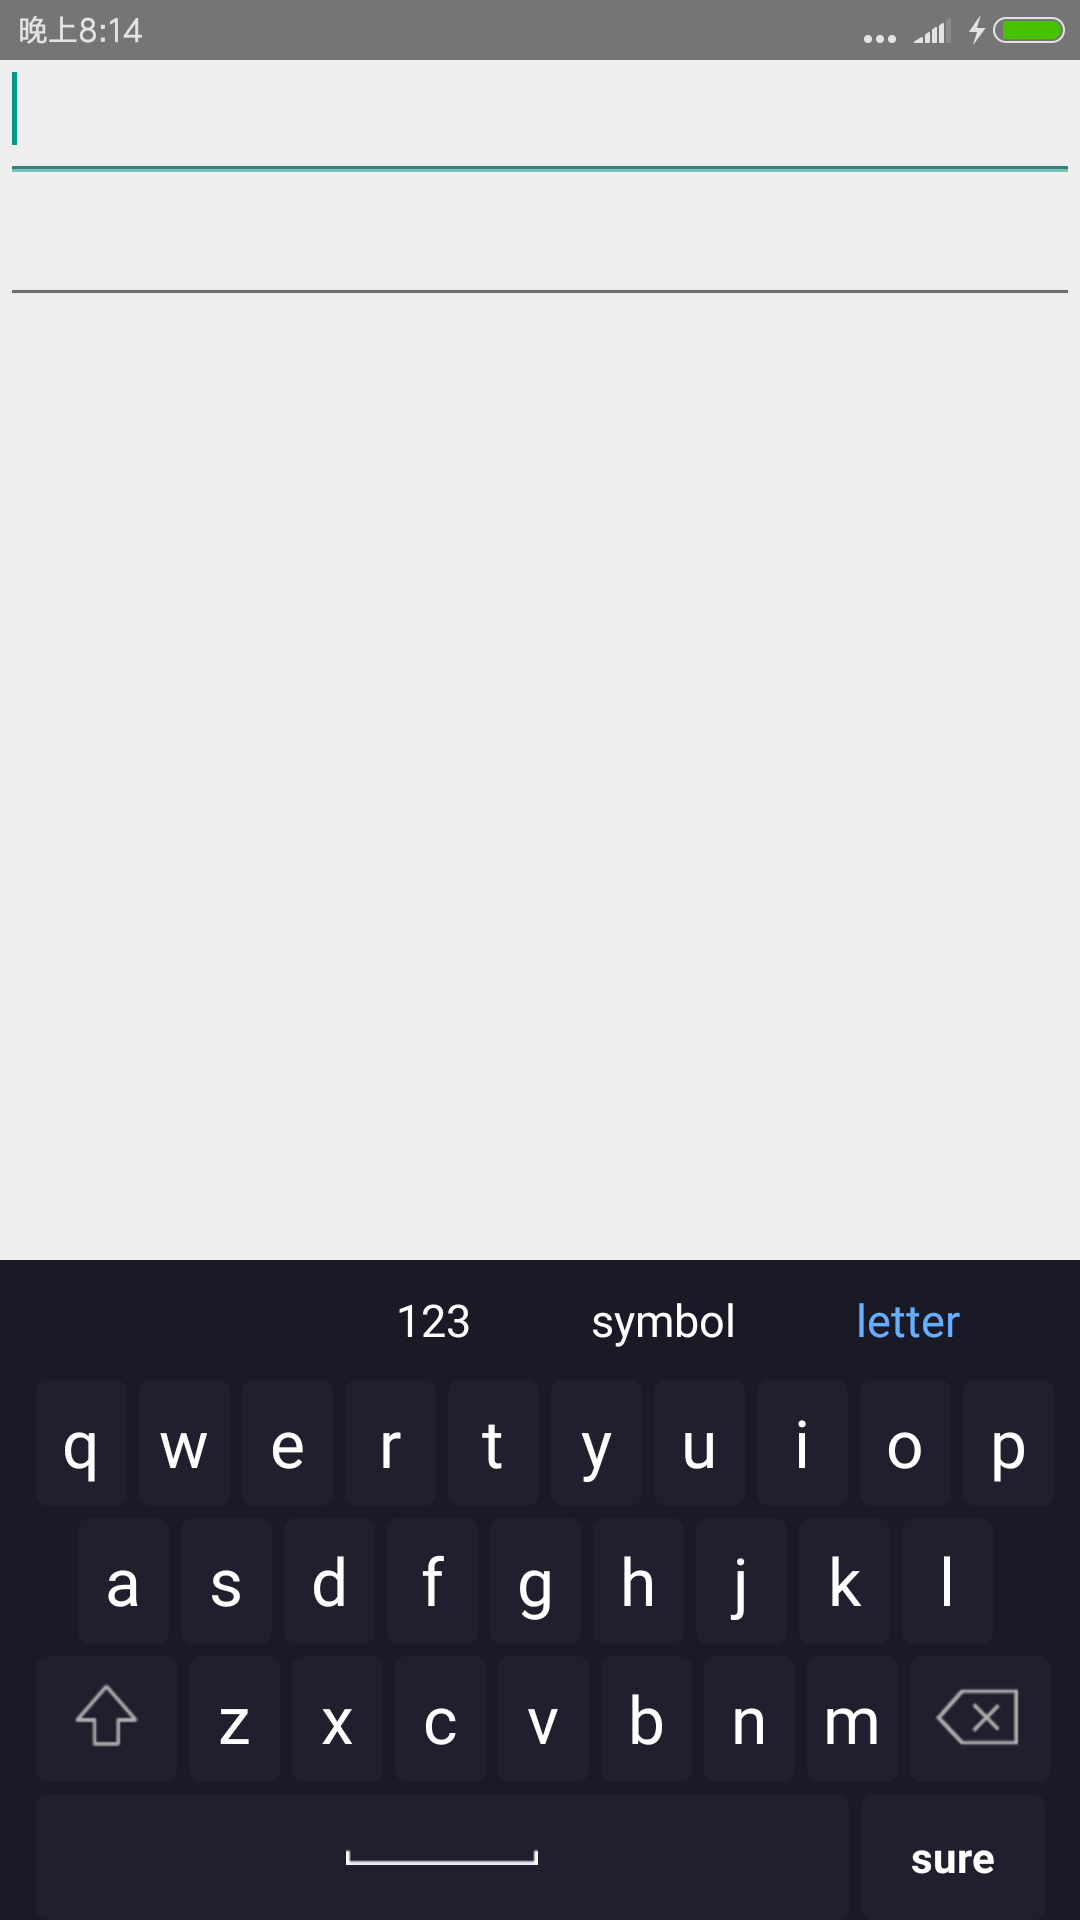 晚上8:14
123 symbol letter
q w e r t y u i o p
a s d f g h j k l
z x c v b n m
sure